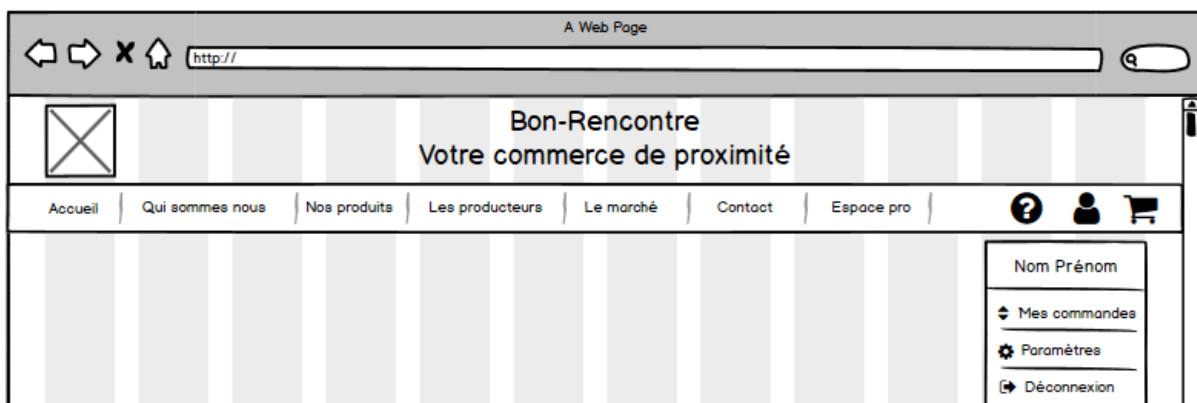 A Web Page
http://
Bon-Rencontre
Votre commerce de proximité
Accueil
Qui sommes nous
Nos produits
Les producteurs
Le marché
Contact
Espace pro
?
Nom Prénom
Mes commandes
Paramètres
Déconnexion